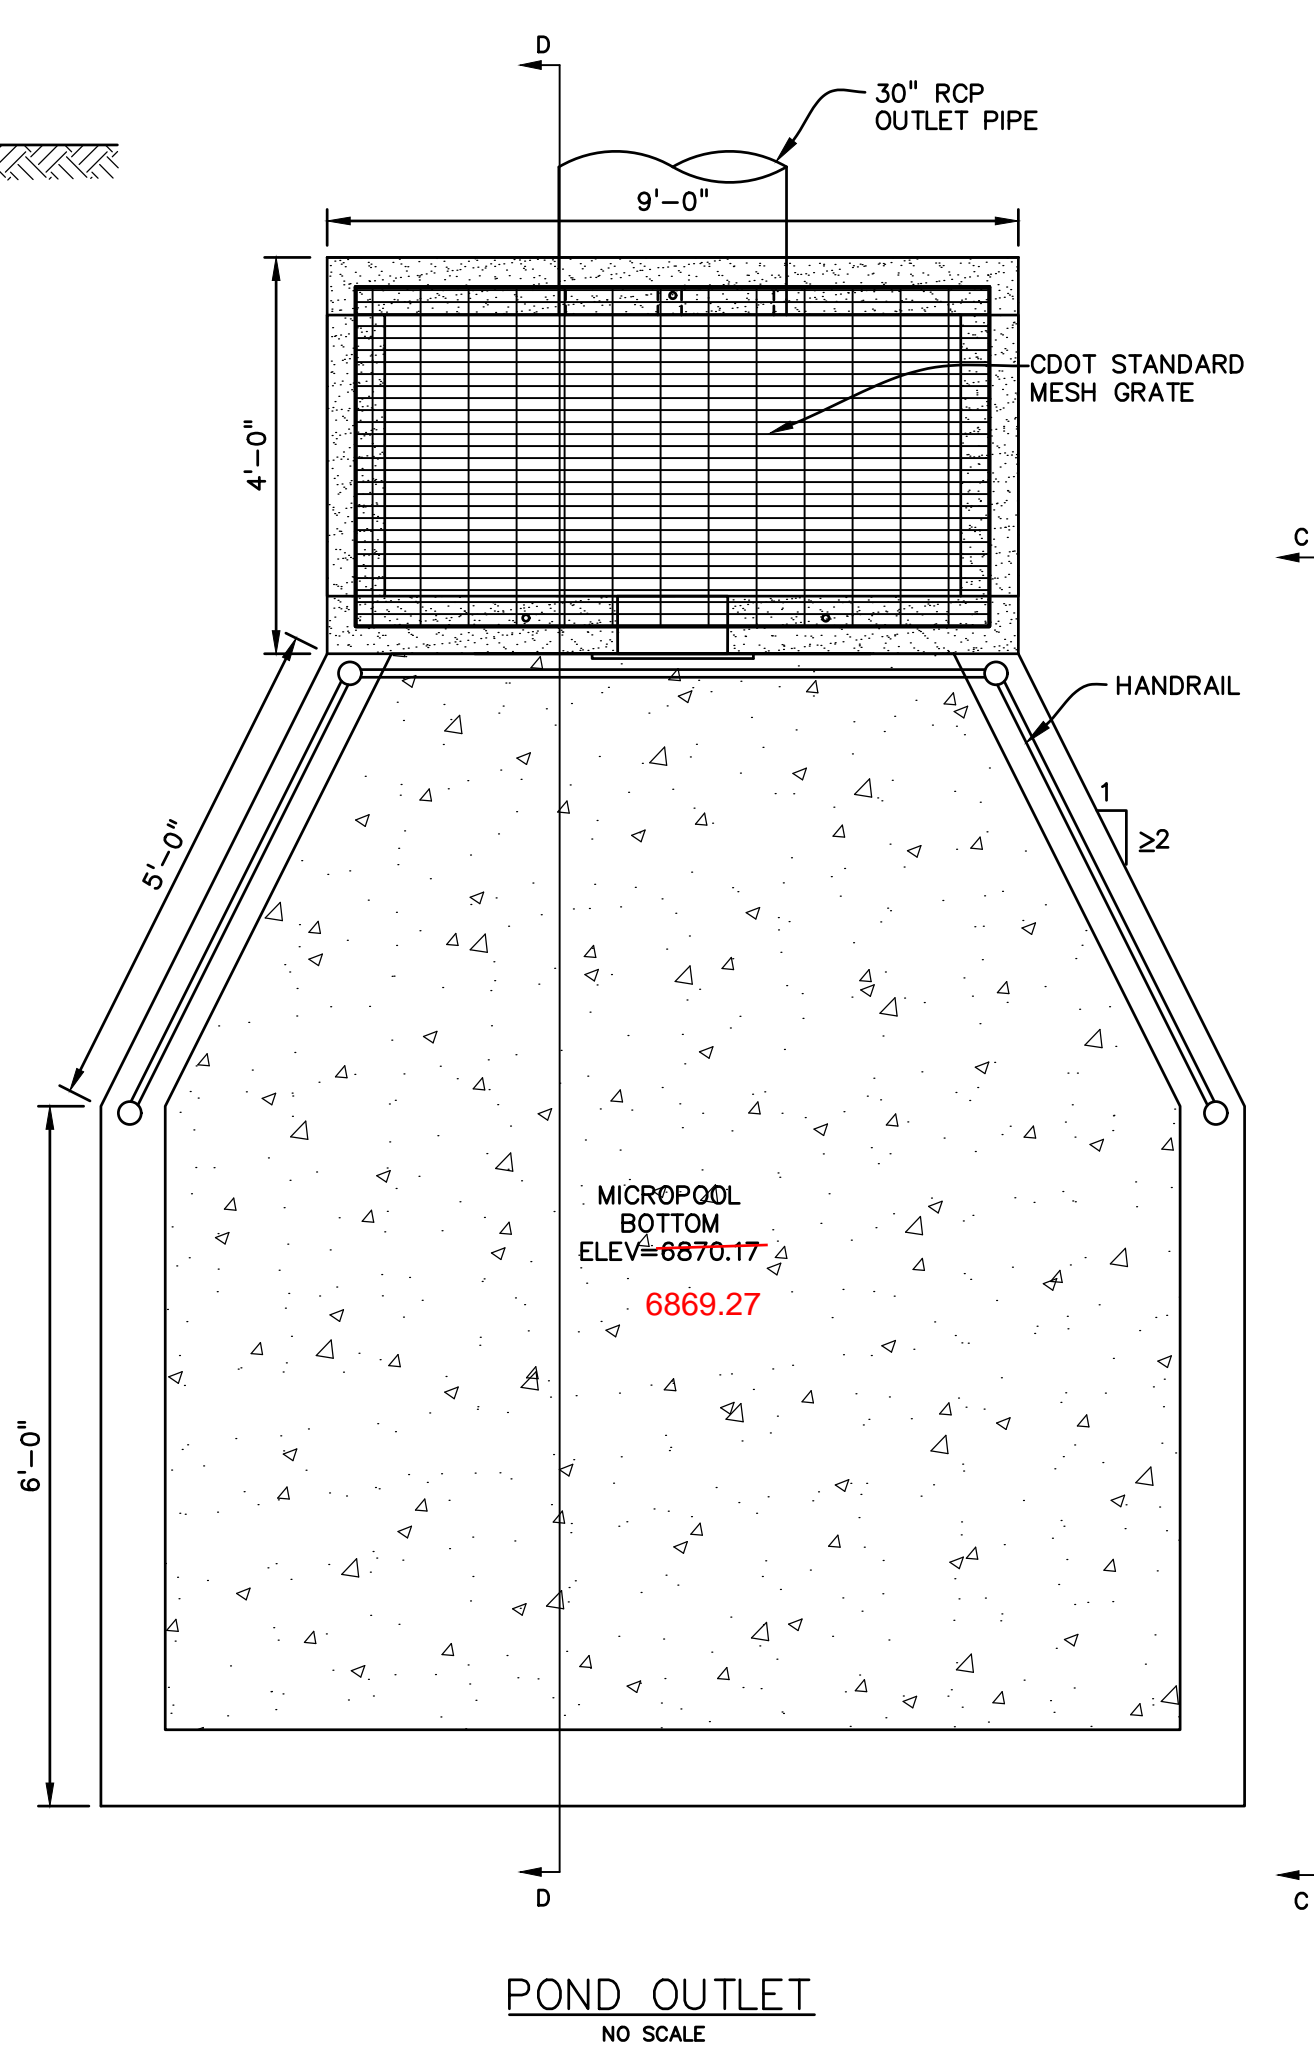 D
30" RCP
OUTLET PIPE
9'-0"
CDOT STANDARD
MESH GRATE
4'-0"
C
HANDRAIL
1
≥2
5'-0"
MICROPOOL
BOTTOM
ELEV=6870.17
6869.27
6'-0"
D
C
POND OUTLET
NO SCALE